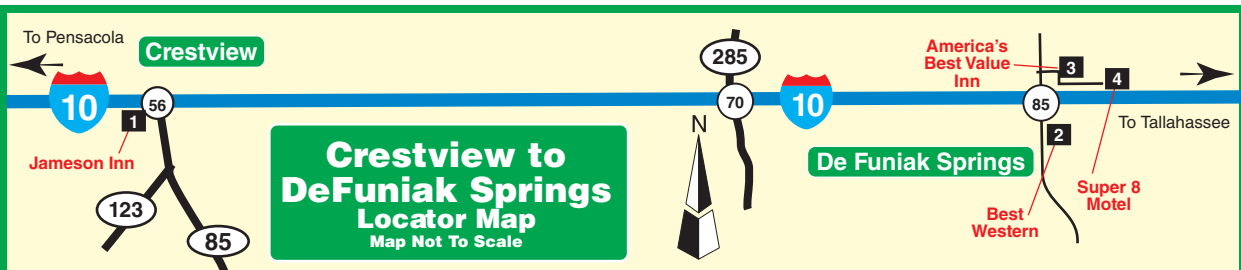 To Pensacola
Crestview
10
56
1
Jameson Inn
123
85
Crestview to
DeFuniak Springs
Locator Map
Map Not To Scale
285
70
N
10
De Funiak Springs
America's
Best Value
Inn
3
4
85
To Tallahassee
2
Best
Western
Super 8
Motel